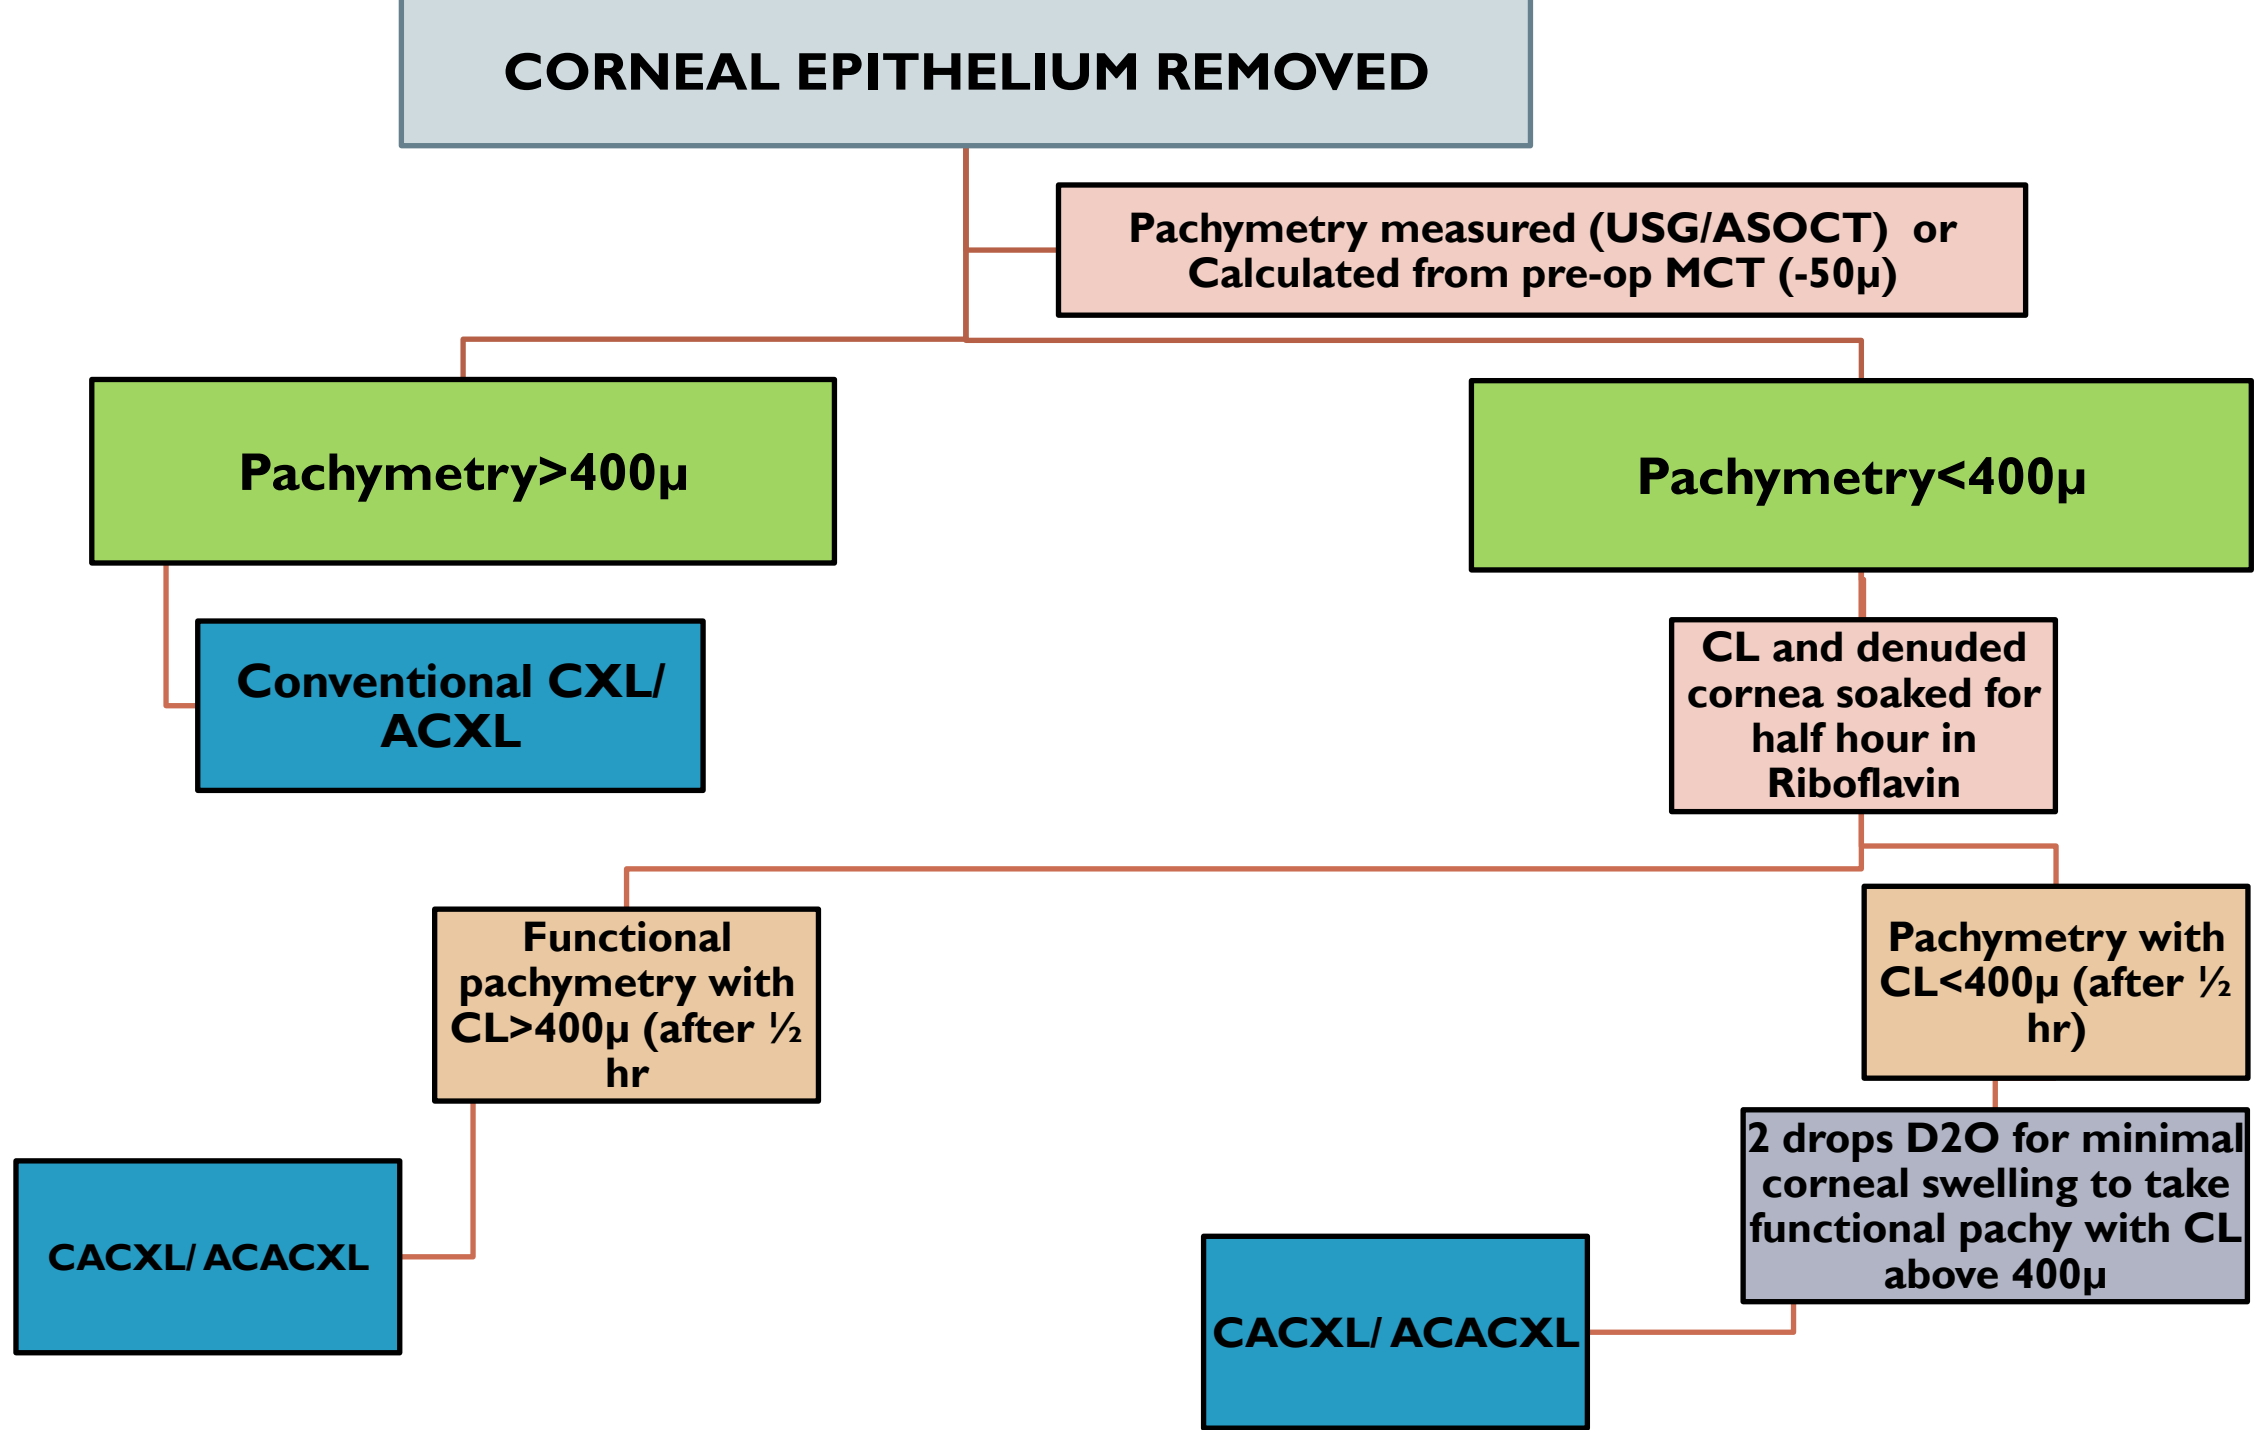 CORNEAL EPITHELIUM REMOVED
Pachymetry measured (USG/ASOCT)  or
Calculated from pre-op MCT (-50µ)
Pachymetry>400µ
Pachymetry<400µ
Conventional CXL/
ACXL
CL and denuded
cornea soaked for
half hour in
Riboflavin
Functional
pachymetry with
CL>400µ (after ½
hr
Pachymetry with
CL<400µ (after ½
hr)
2 drops D2O for minimal
corneal swelling to take
functional pachy with CL
above 400µ
CACXL/ ACACXL
CACXL/ ACACXL